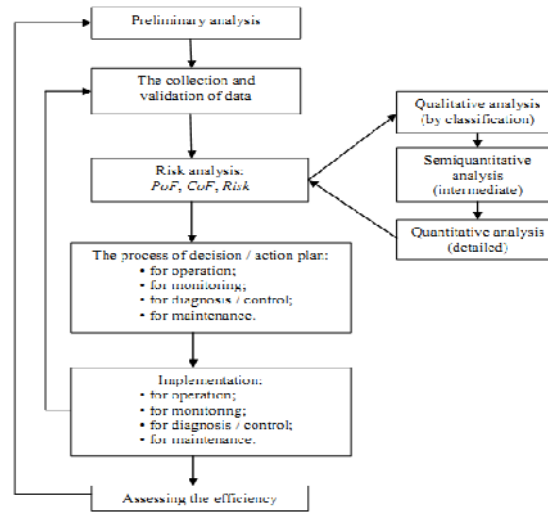 Preliminary analysis
The collection and
validation of data
Risk analysis:
PoF, CoF, Risk
The process of decision / action plan:
• for operation;
• for monitoring;
• for diagnosis / control;
• for maintenance.
Implementation:
• for operation;
• for monitoring;
• for diagnosis / control;
• for maintenance.
Assessing the efficiency
Qualitative analysis
(by classification)
Semiquantitative
analysis
(intermediate)
Quantitative analysis
(detailed)